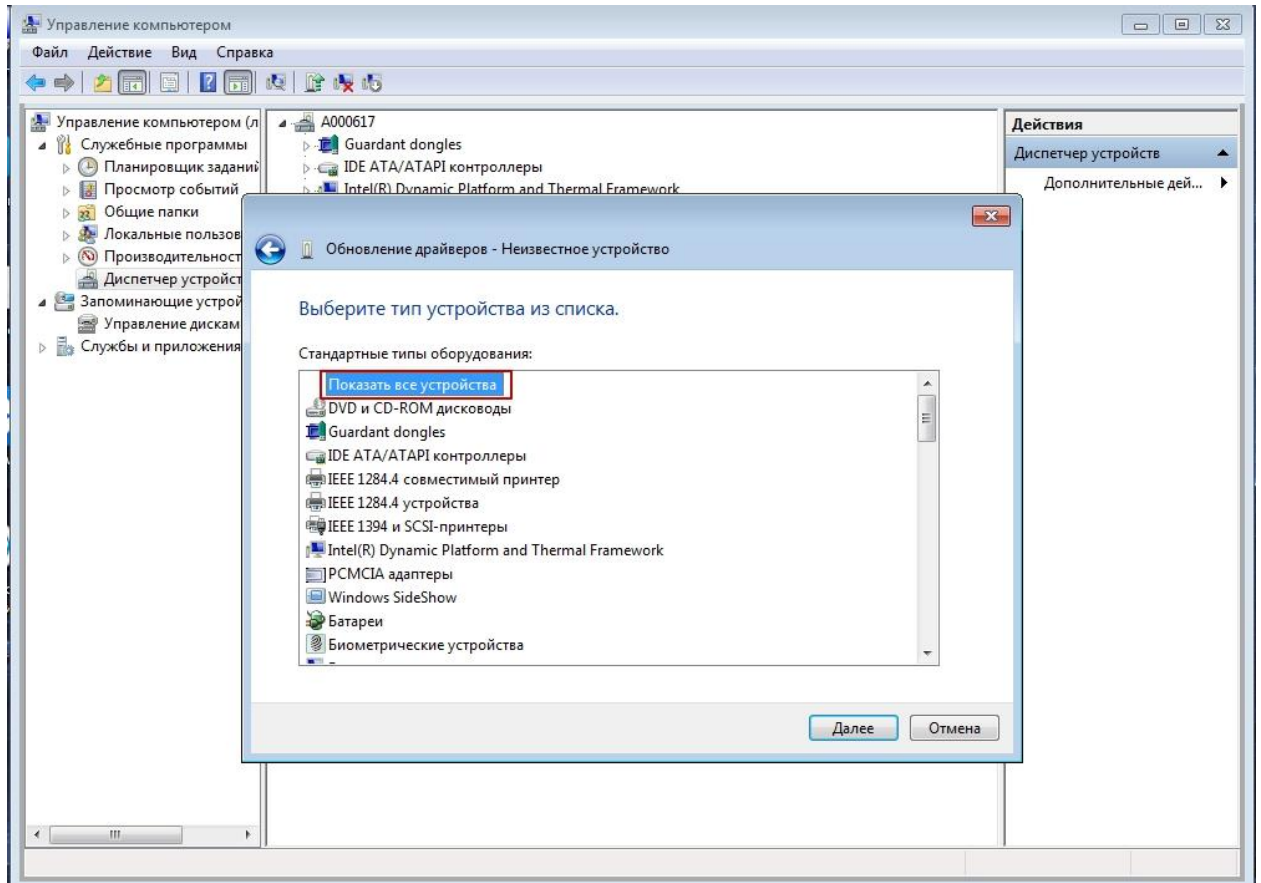 Управление компьютером
Файл Действие Вид Справка
Управление компьютером (л
Служебные программы
Планировщик заданий
Просмотр событий
Общие папки
Локальные пользов
Производительност
Диспетчер устройст
Запоминающие устрой
Управление дискам
Службы и приложения
A000617
Guardant dongles
IDE ATA/ATAPI контроллеры
Intel(R) Dynamic Platform and Thermal Framework
Действия
Диспетчер устройств
Дополнительные дей...
Обновление драйверов - Неизвестное устройство
Выберите тип устройства из списка.
Стандартные типы оборудования:
Показать все устройства
DVD и CD-ROM дисководы
Guardant dongles
IDE ATA/ATAPI контроллеры
IEEE 1284.4 совместимый принтер
IEEE 1284.4 устройства
IEEE 1394 и SCSI-принтеры
Intel(R) Dynamic Platform and Thermal Framework
PCMCIA адаптеры
Windows SideShow
Батареи
Биометрические устройства
Далее Отмена